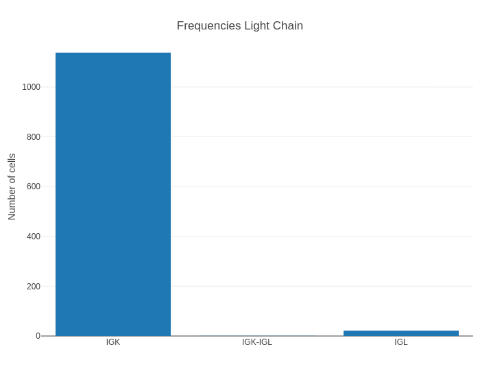 Frequencies Light Chain
Number of cells
1000
800
600
400
200
0
IGK
IGK-IGL
IGL